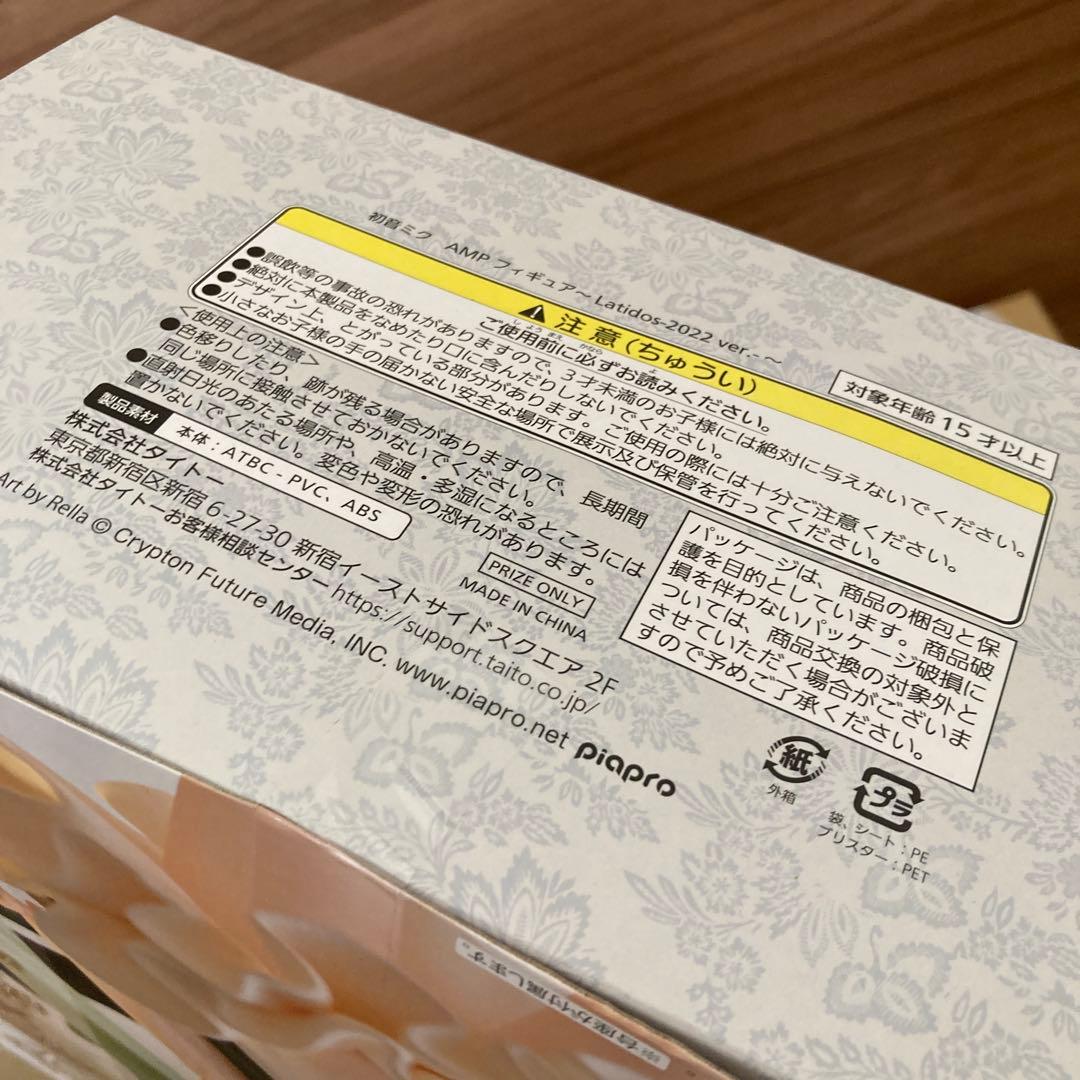 初音ミク AMP フィギュア～Latidos-2022 ver.-～
対象年齢 15 才以上
注意(ちゅうい)
ご使用前に必ずお読みください。
しようまえ かなら よ
●誤飲等の事故の恐れがありますので、3才未満のお子様には絶対に与えないでください。
●絶対に本製品をなめたり口に含んだりしないでください。
●デザイン上、とがっている部分があります。ご使用の際には十分ご注意ください。
●小さなお子様の手の届かない安全な場所で展示及び保管を行ってください。
<使用上の注意>
●色移りしたり、跡が残る場合がありますので、長期間
同じ場所に接触させておかないでください。
●直射日光のあたる場所や、高温・多湿になるところには
置かないでください。変色や変形の恐れがあります。
製品素材 本体：ATBC-PVC、ABS
PRIZE ONLY
MADE IN CHINA
株式会社タイトー
東京都新宿区新宿 6-27-30 新宿イーストサイドスクエア 2F
株式会社タイトーお客様相談センター https://support.taito.co.jp/
Art by Rella © Crypton Future Media, INC. www.piapro.net piapro
パッケージは、商品の梱包と保
護を目的としています。商品破
損を伴わないパッケージ破損に
ついては、商品交換の対象外と
させていただく場合がございま
すので予めご了承ください。
紙
外箱
プラ
袋、シート：PE
ブリスター：PET
※台座が付属します。